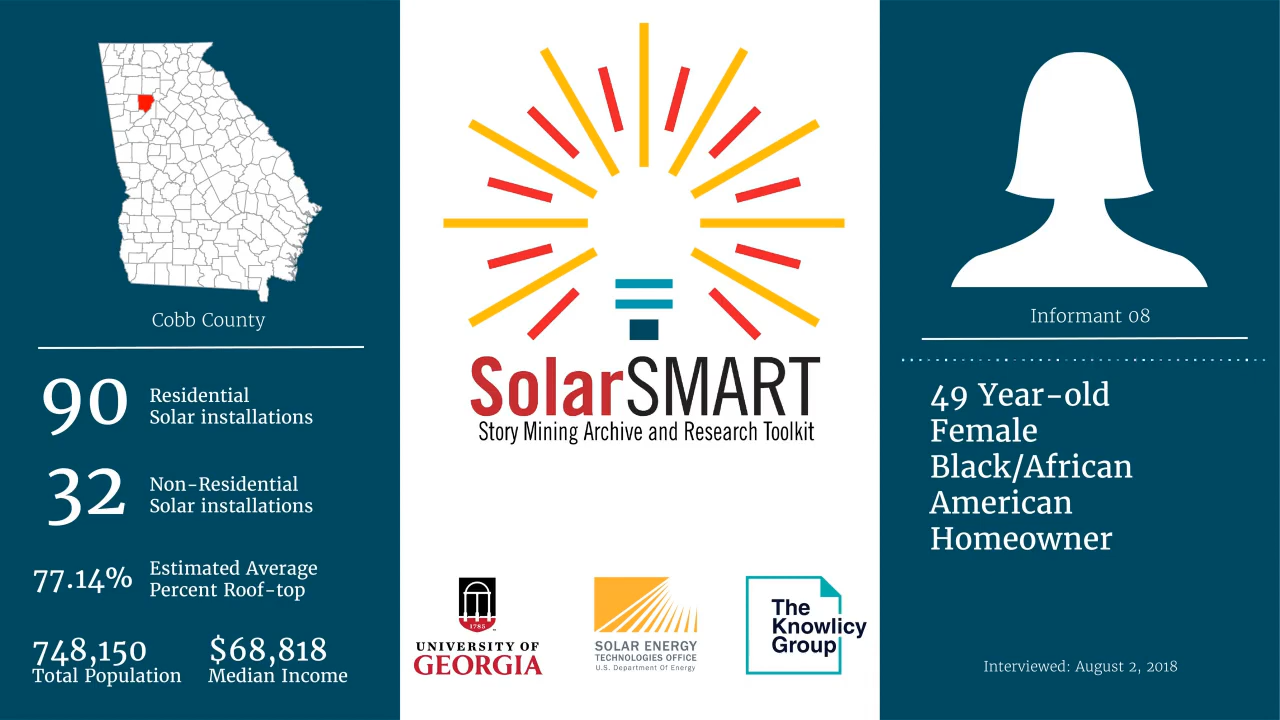 Cobb County
90
Residential
Solar installations
32
Non-Residential
Solar installations
77.14%
Estimated Average
Percent Roof-top
748,150
Total Population
$68,818
Median Income
SolarSMART
Story Mining Archive and Research Toolkit
1785
UNIVERSITY OF
GEORGIA
SOLAR ENERGY
TECHNOLOGIES OFFICE
U.S. Department Of Energy
The
Knowlicy
Group
Informant 08
49 Year-old
Female
Black/African
American
Homeowner
Interviewed: August 2, 2018